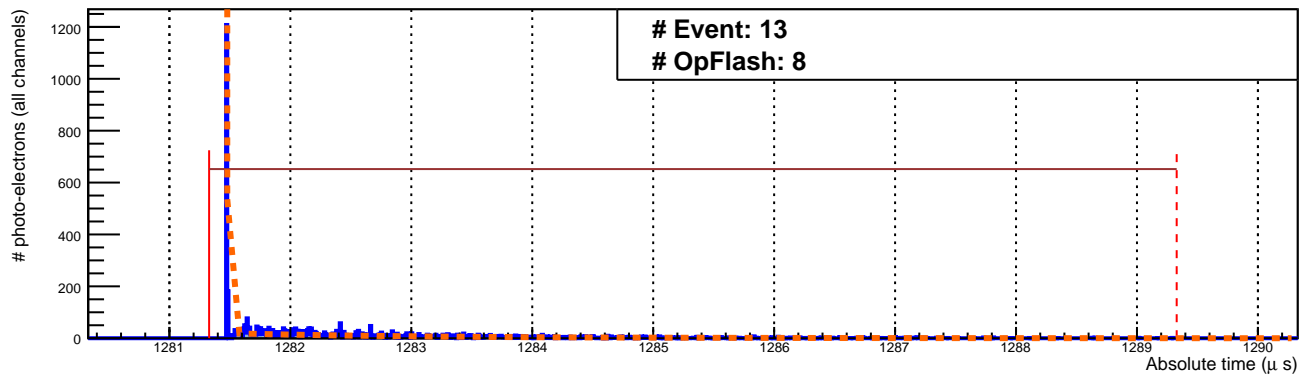 # Event: 13
# OpFlash: 8
# photo-electrons (all channels)
1200
1000
800
600
400
200
0
1281 1282 1283 1284 1285 1286 1287 1288 1289 1290
Absolute time (μ s)